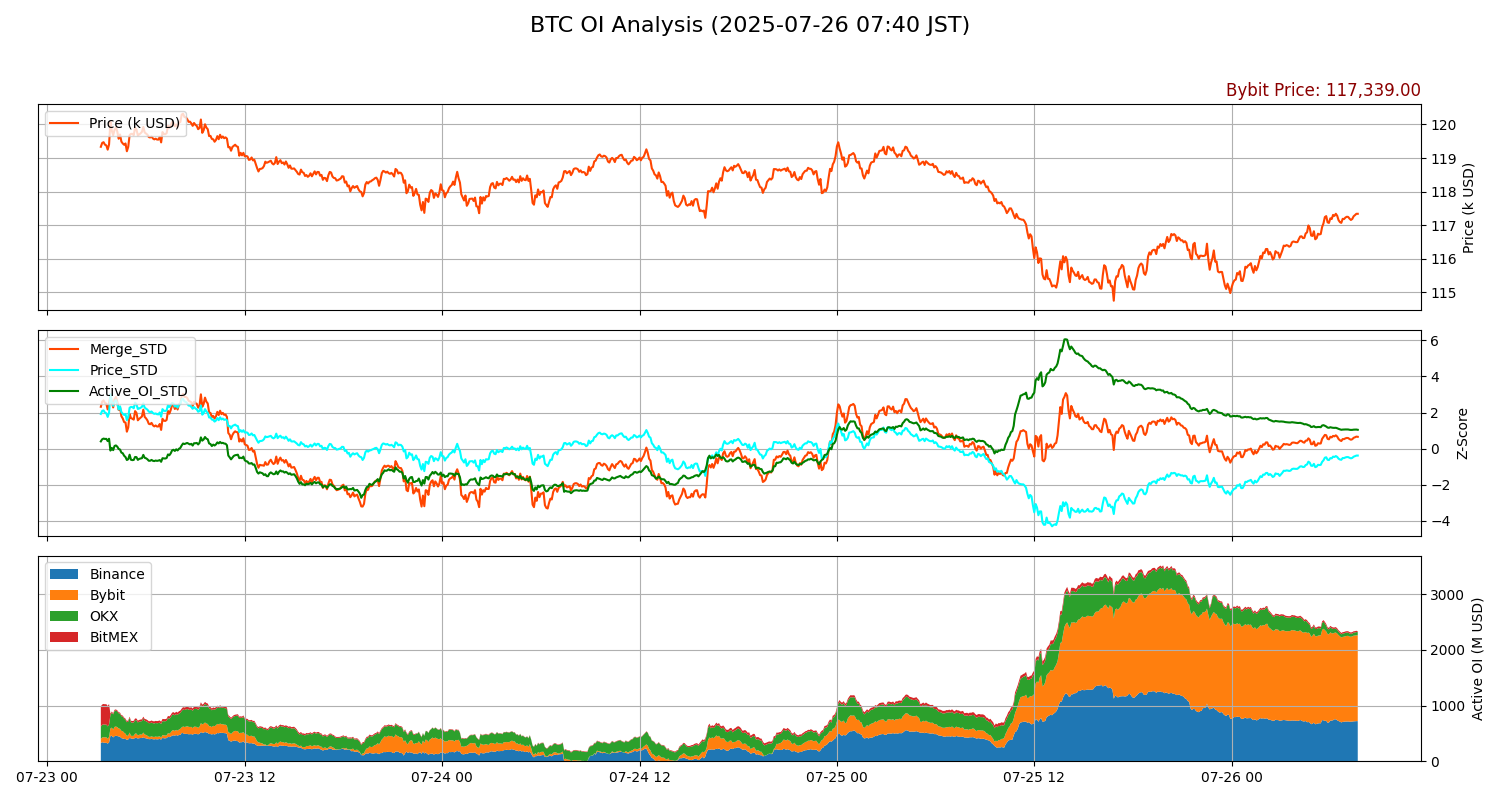 BTC OI Analysis (2025-07-26 07:40 JST)
Bybit Price: 117,339.00
Price (k USD)
120
119
118
117
116
115
Price (k USD)
Merge_STD
Price_STD
Active_OI_STD
6
4
2
0
−2
−4
Z-Score
Binance
Bybit
OKX
BitMEX
3000
2000
1000
0
Active OI (M USD)
07-23 00
07-23 12
07-24 00
07-24 12
07-25 00
07-25 12
07-26 00